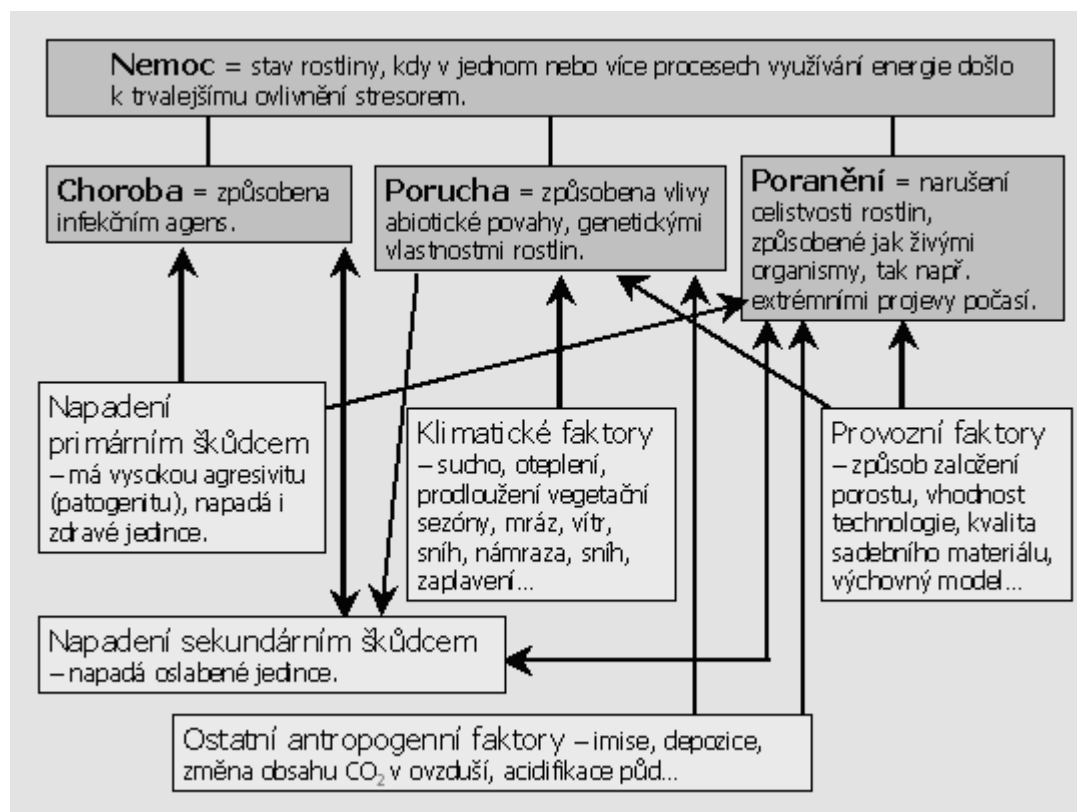 Nemoc = stav rostliny, kdy v jednom nebo více procesech využívání energie došlo
k trvalejšímu ovlivnění stresorem.
Choroba = způsobena
infekčním agens.
Porucha = způsobena vlivy
abiotické povahy, genetickými
vlastnostmi rostlin.
Poranění = narušení
celistvosti rostlin,
způsobené jak živými
organismy, tak např.
extrémními projevy počasí.
Napadení
primárním škůdcem
– má vysokou agresivitu
(patogenitu), napadá i
zdravé jedince.
Klimatické faktory
– sucho, oteplení,
prodloužení vegetační
sezóny, mráz, vítr,
sníh, námraza, sníh,
zaplavení...
Provozní faktory
– způsob založení
porostu, vhodnost
technologie, kvalita
sadebního materiálu,
výchovný model...
Napadení sekundárním škůdcem
– napadá oslabené jedince.
Ostatní antropogenní faktory – imise, depozice,
změna obsahu CO₂ v ovzduší, acidifikace půd...